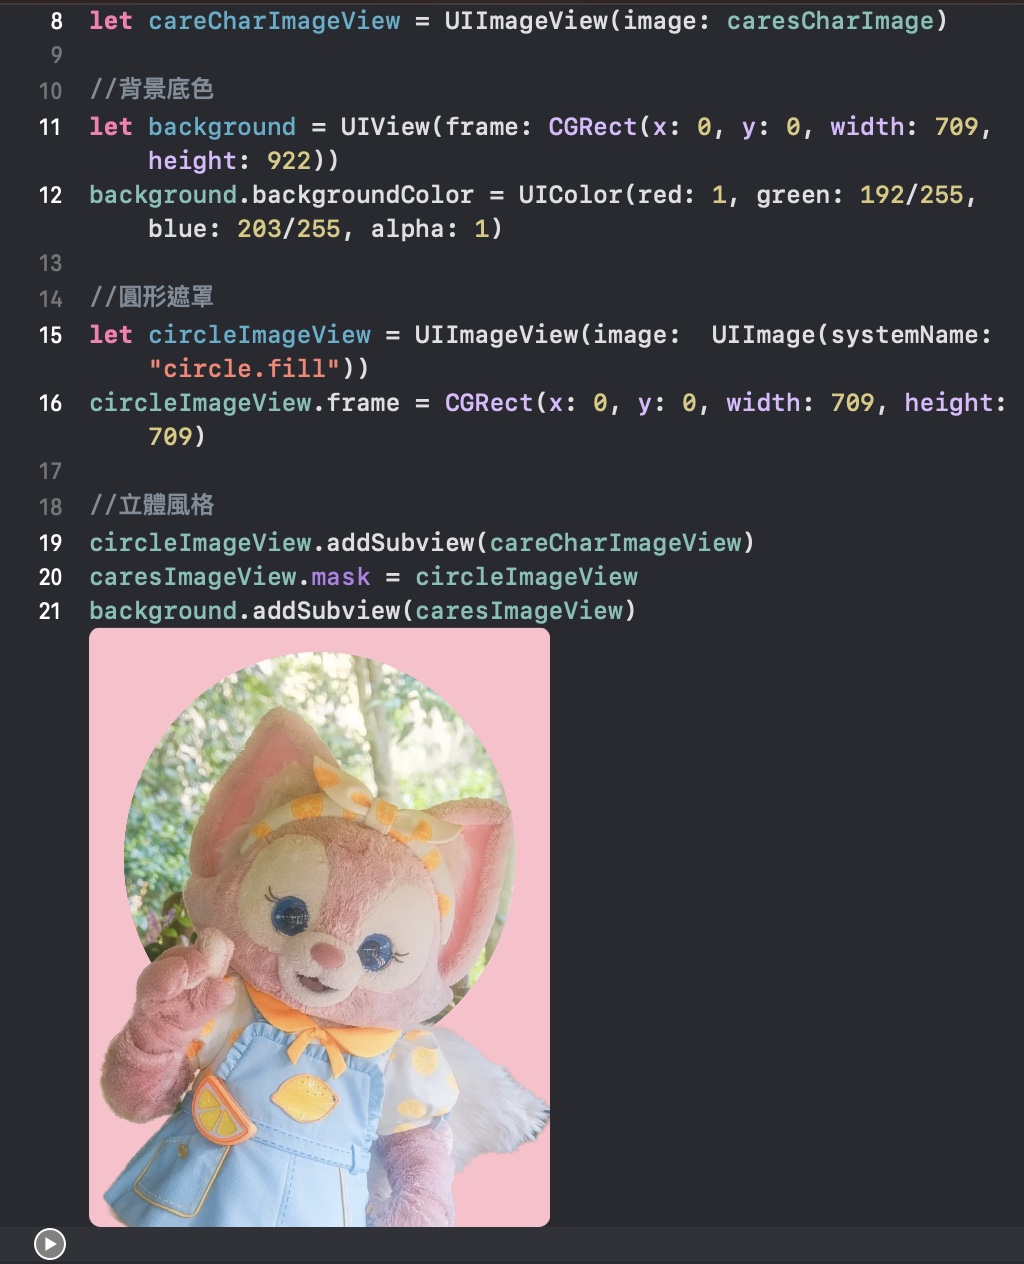 8 let careCharImageView = UIImageView(image: caresCharImage)
9
10 //背景底色
11 let background = UIView(frame: CGRect(x: 0, y: 0, width: 709,
height: 922))
12 background.backgroundColor = UIColor(red: 1, green: 192/255,
blue: 203/255, alpha: 1)
13
14 //圓形遮罩
15 let circleImageView = UIImageView(image:  UIImage(systemName:
"circle.fill"))
16 circleImageView.frame = CGRect(x: 0, y: 0, width: 709, height:
709)
17
18 //立體風格
19 circleImageView.addSubview(careCharImageView)
20 caresImageView.mask = circleImageView
21 background.addSubview(caresImageView)